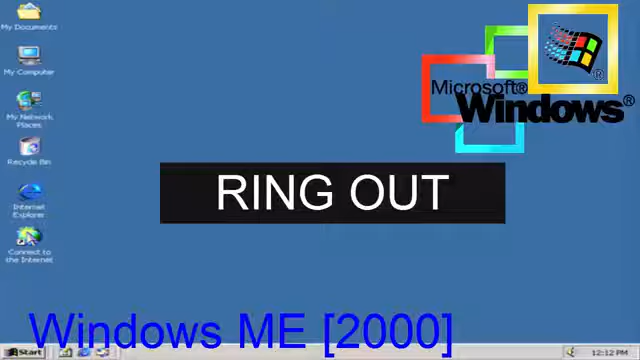 My Documents
My Computer
My Network
Places
Recycle Bin
Internet
Explorer
Connect to
the Internet
Microsoft®
Windows®
RING OUT
Windows ME [2000]
Start
12:12 PM